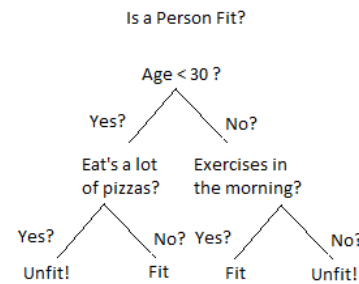 Is a Person Fit?
Age < 30 ?
Yes?
No?
Eat's a lot
of pizzas?
Exercises in
the morning?
Yes?
No?
Yes?
No?
Unfit!
Fit
Fit
Unfit!